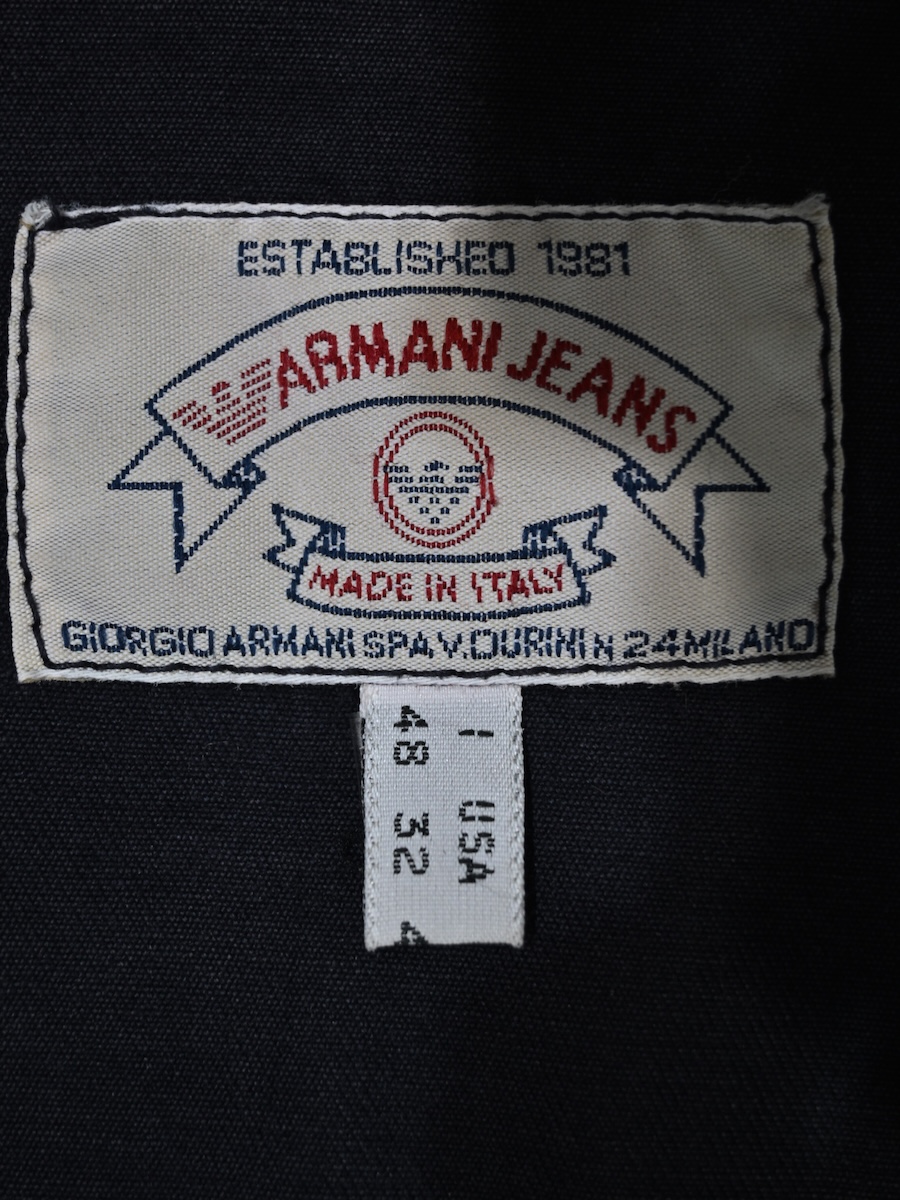 ESTABLISHED 1981
ARMANI JEANS
MADE IN ITALY
GIORGIO ARMANI SPA V. DURINI N 24 MILANO
I USA
48 32